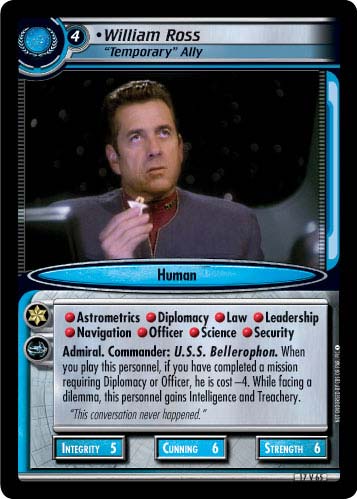 4
•William Ross
"Temporary" Ally
Human
Astrometrics Diplomacy Law Leadership
Navigation Officer Science Security
Admiral. Commander: U.S.S. Bellerophon. When
you play this personnel, if you have completed a
mission requiring Diplomacy or Officer, he is cost –4. While facing a
dilemma, this personnel gains Intelligence and Treachery.
"This conversation never happened."
Integrity 5 Cunning 6 Strength 6
17 V 65